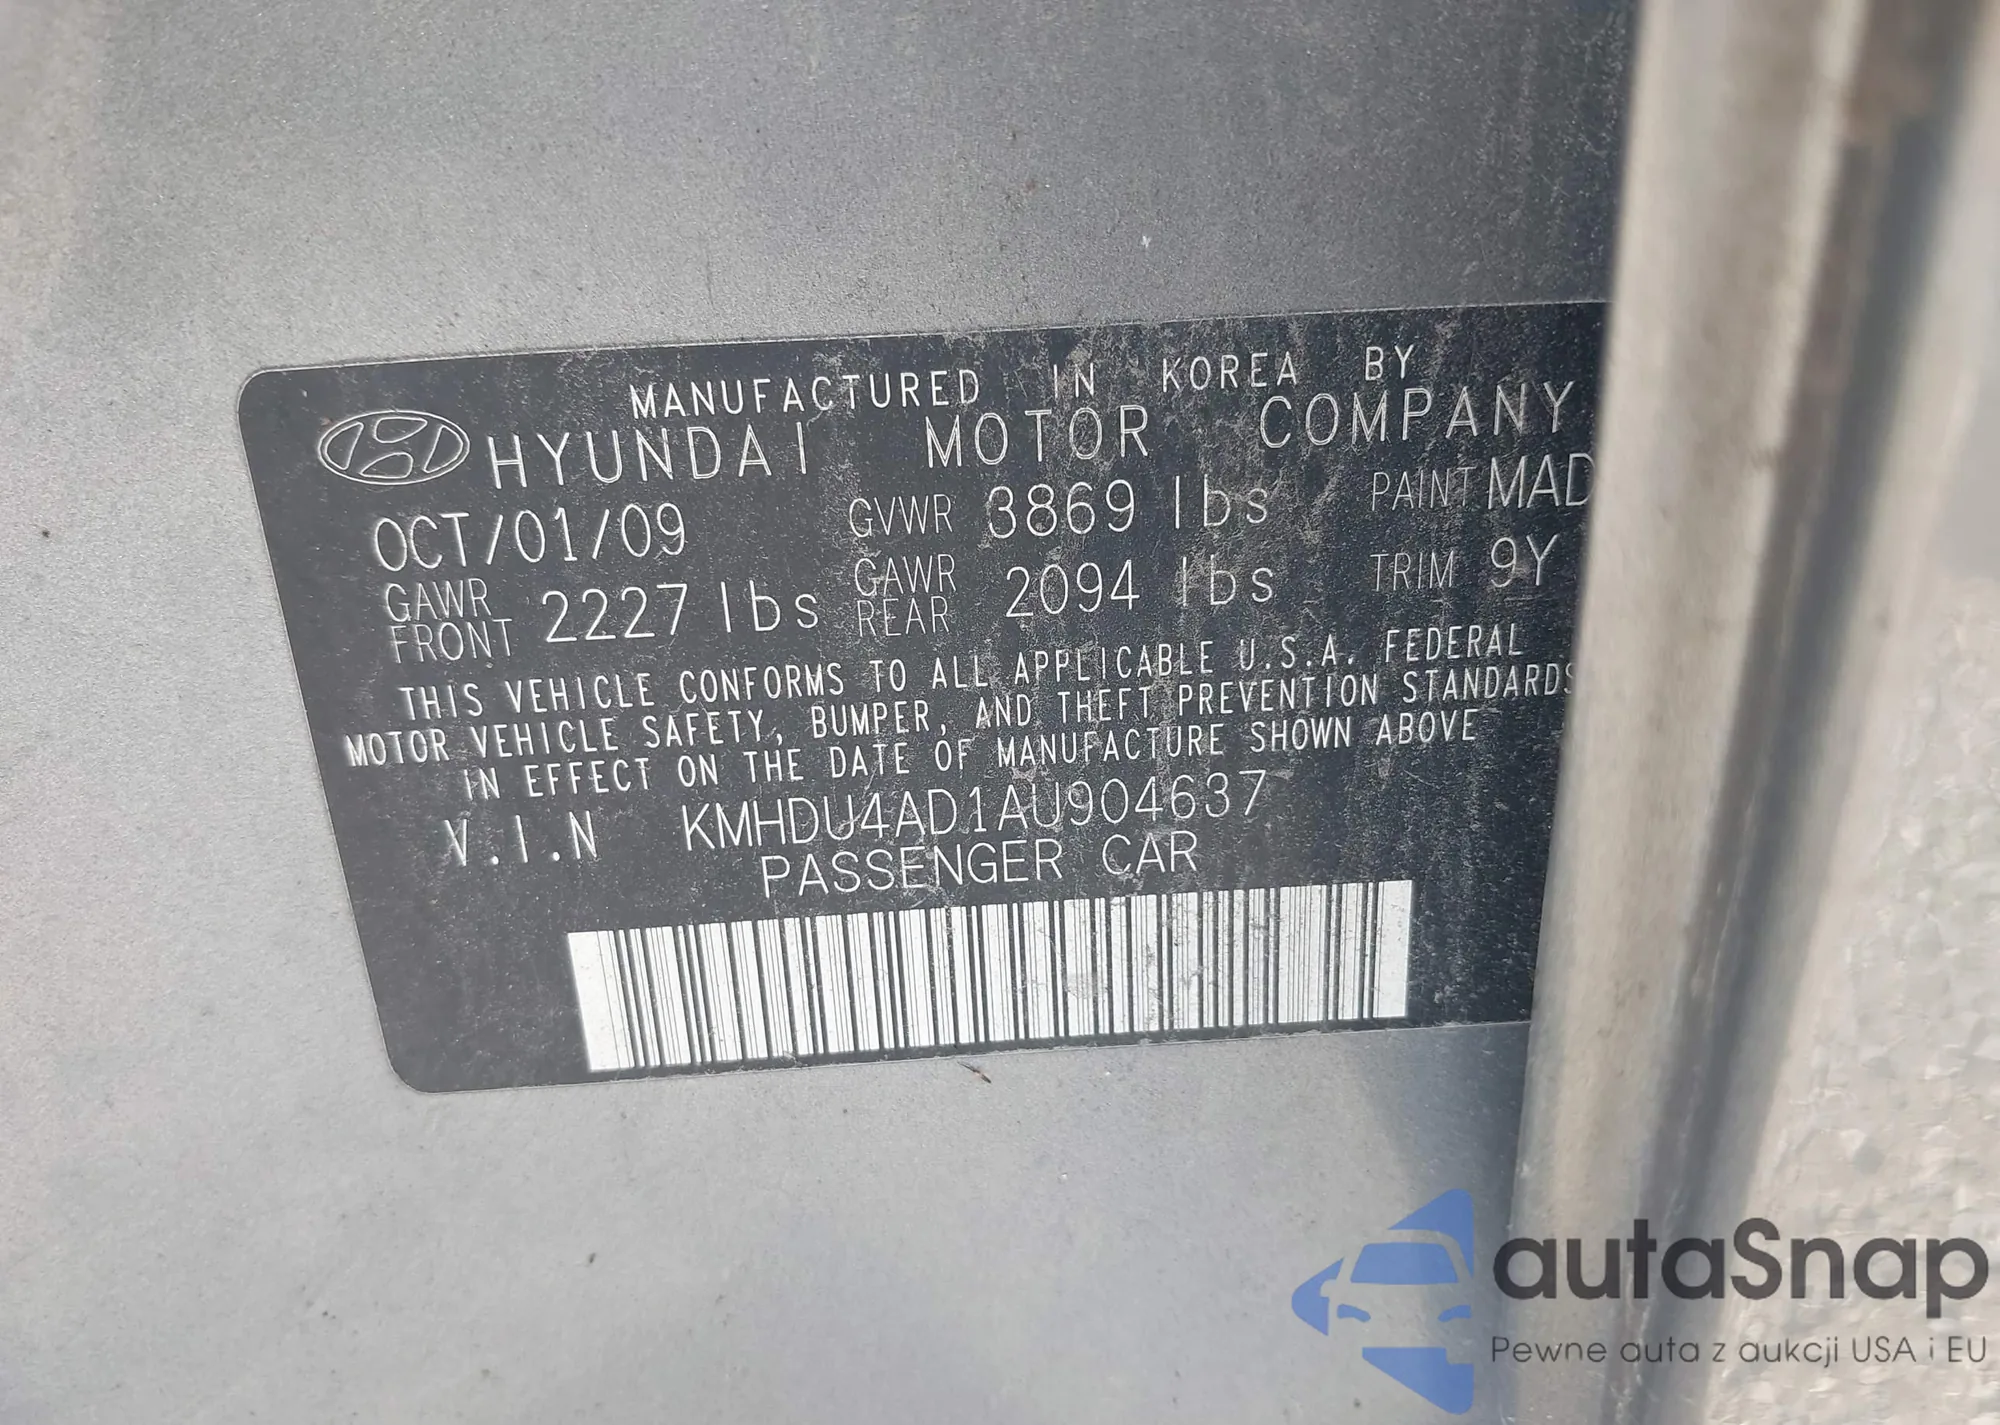 MANUFACTURED IN KOREA BY
HYUNDAI MOTOR COMPANY
OCT/01/09 GVWR 3869 lbs PAINT MAD
GAWR FRONT 2227 lbs GAWR REAR 2094 lbs TRIM 9Y
THIS VEHICLE CONFORMS TO ALL APPLICABLE U.S.A. FEDERAL
MOTOR VEHICLE SAFETY, BUMPER, AND THEFT PREVENTION STANDARDS
IN EFFECT ON THE DATE OF MANUFACTURE SHOWN ABOVE
V.I.N KMHDU4AD1AU904637
PASSENGER CAR
autaSnap
Pewne auta z aukcji USA i EU